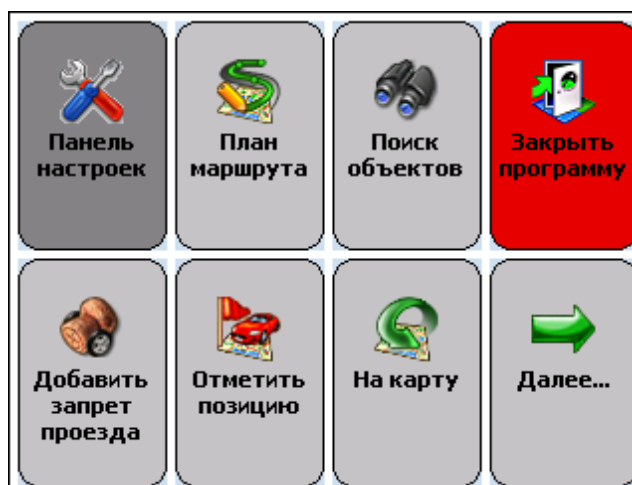 Панель
настроек
План
маршрута
Поиск
объектов
Закрыть
программу
Добавить
запрет
проезда
Отметить
позицию
На карту
Далее...